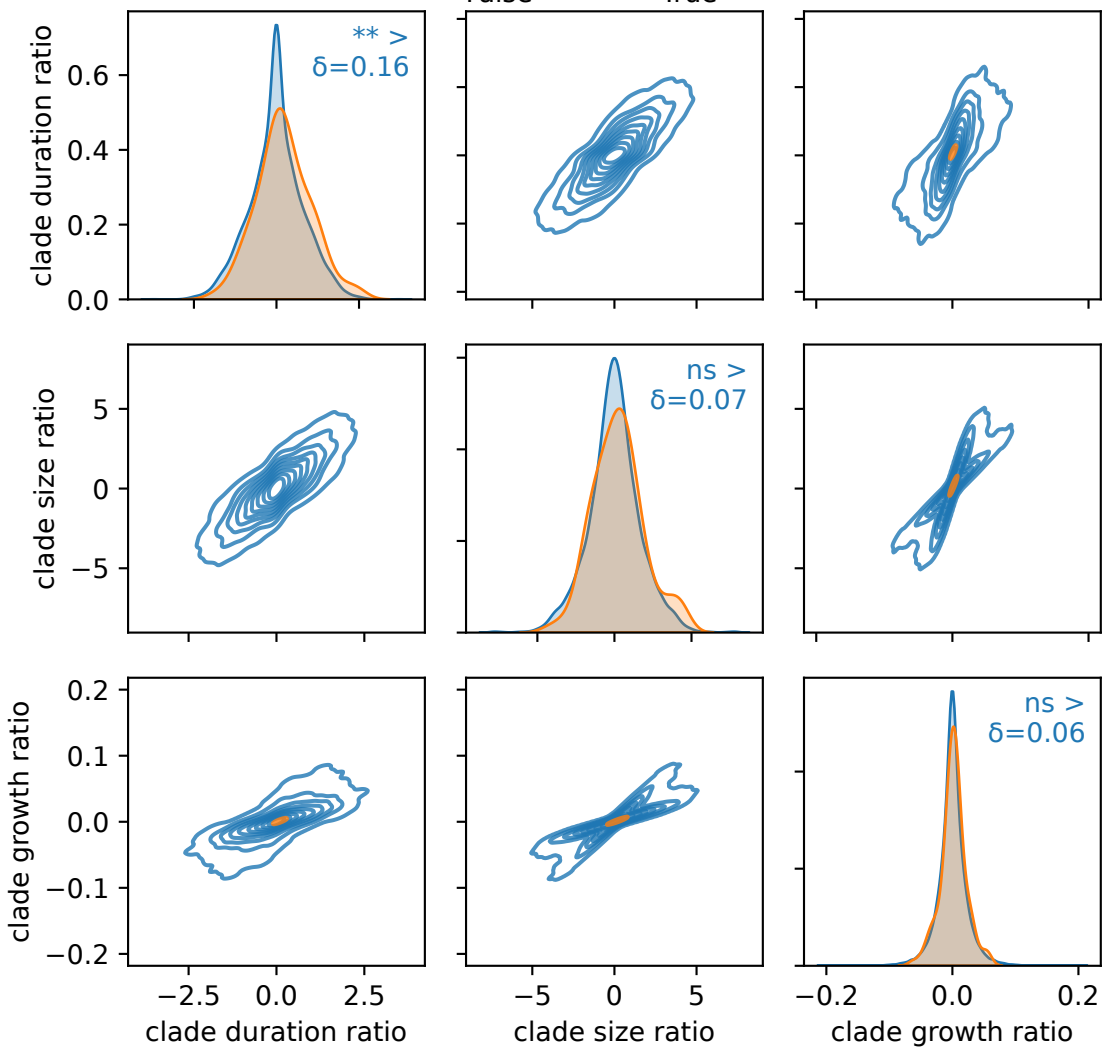 clade duration ratio
0.6
0.4
0.2
0.0
** >
δ=0.16
clade size ratio
5
0
−5
ns >
δ=0.07
clade growth ratio
0.2
0.1
0.0
−0.1
−0.2
ns >
δ=0.06
−2.5 0.0 2.5
clade duration ratio
−5 0 5
clade size ratio
−0.2 0.0 0.2
clade growth ratio